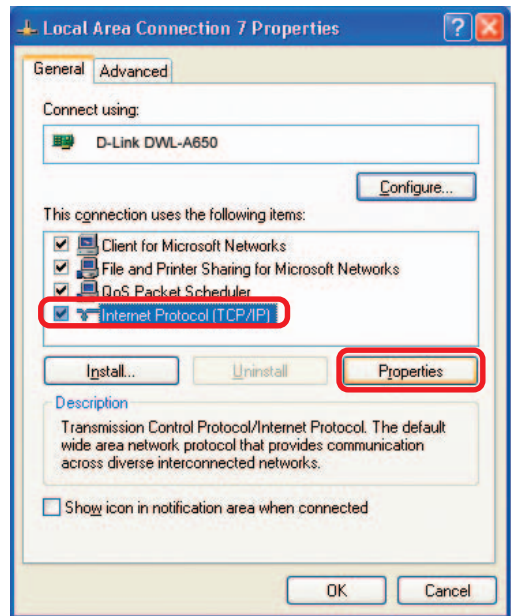 Local Area Connection 7 Properties
General Advanced
Connect using:
D-Link DWL-A650
Configure...
This connection uses the following items:
Client for Microsoft Networks
File and Printer Sharing for Microsoft Networks
QoS Packet Scheduler
Internet Protocol (TCP/IP)
Install... Uninstall Properties
Description
Transmission Control Protocol/Internet Protocol. The default
wide area network protocol that provides communication
across diverse interconnected networks.
Show icon in notification area when connected
OK Cancel